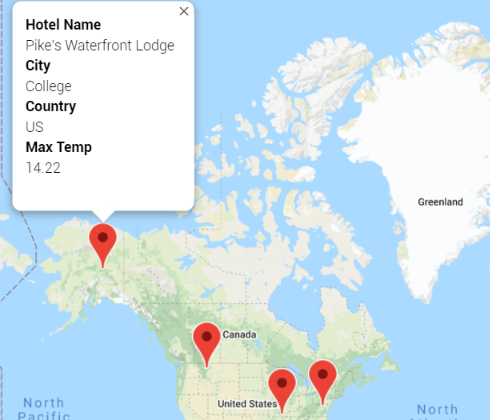 Hotel Name
Pike's Waterfront Lodge
City
College
Country
US
Max Temp
14.22
Greenland
Canada
United States
North
Pacific
North